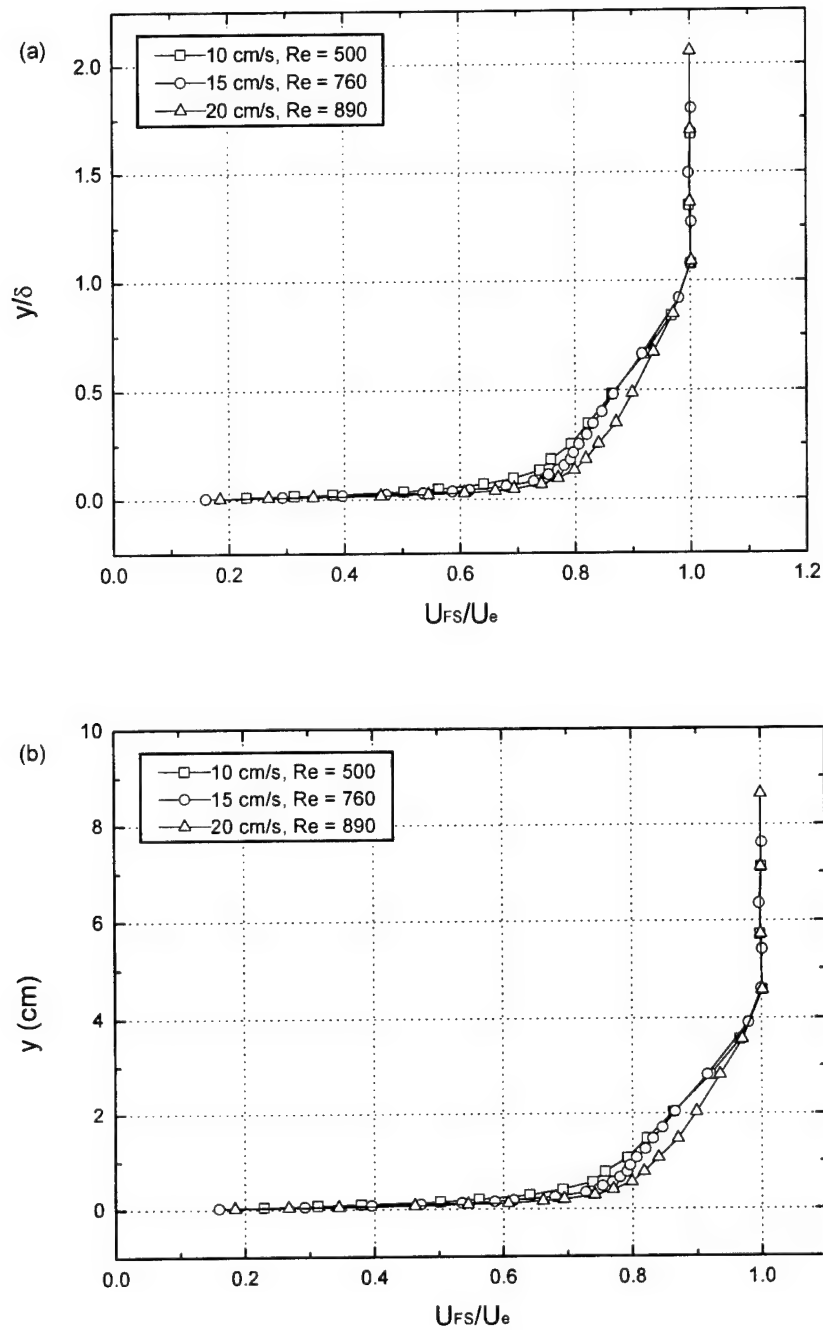 (a)
10 cm/s, Re = 500
15 cm/s, Re = 760
20 cm/s, Re = 890
2.0
1.5
1.0
0.5
0.0
y/δ
0.0 0.2 0.4 0.6 0.8 1.0 1.2
UFS/Ue
(b)
10 cm/s, Re = 500
15 cm/s, Re = 760
20 cm/s, Re = 890
10
8
6
4
2
0
y (cm)
0.0 0.2 0.4 0.6 0.8 1.0
UFS/Ue